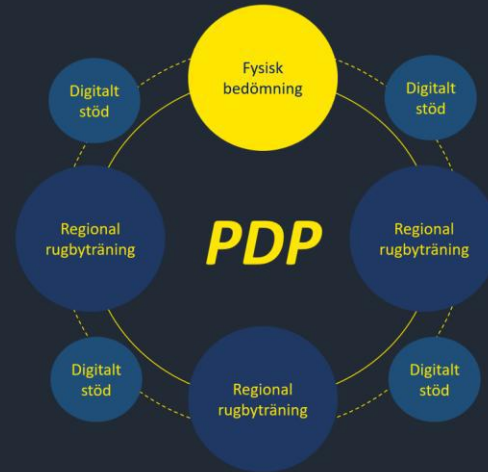 Fysisk
bedömning
Digitalt
stöd
Digitalt
stöd
Regional
rugbyträning
PDP
Regional
rugbyträning
Digitalt
stöd
Regional
rugbyträning
Digitalt
stöd